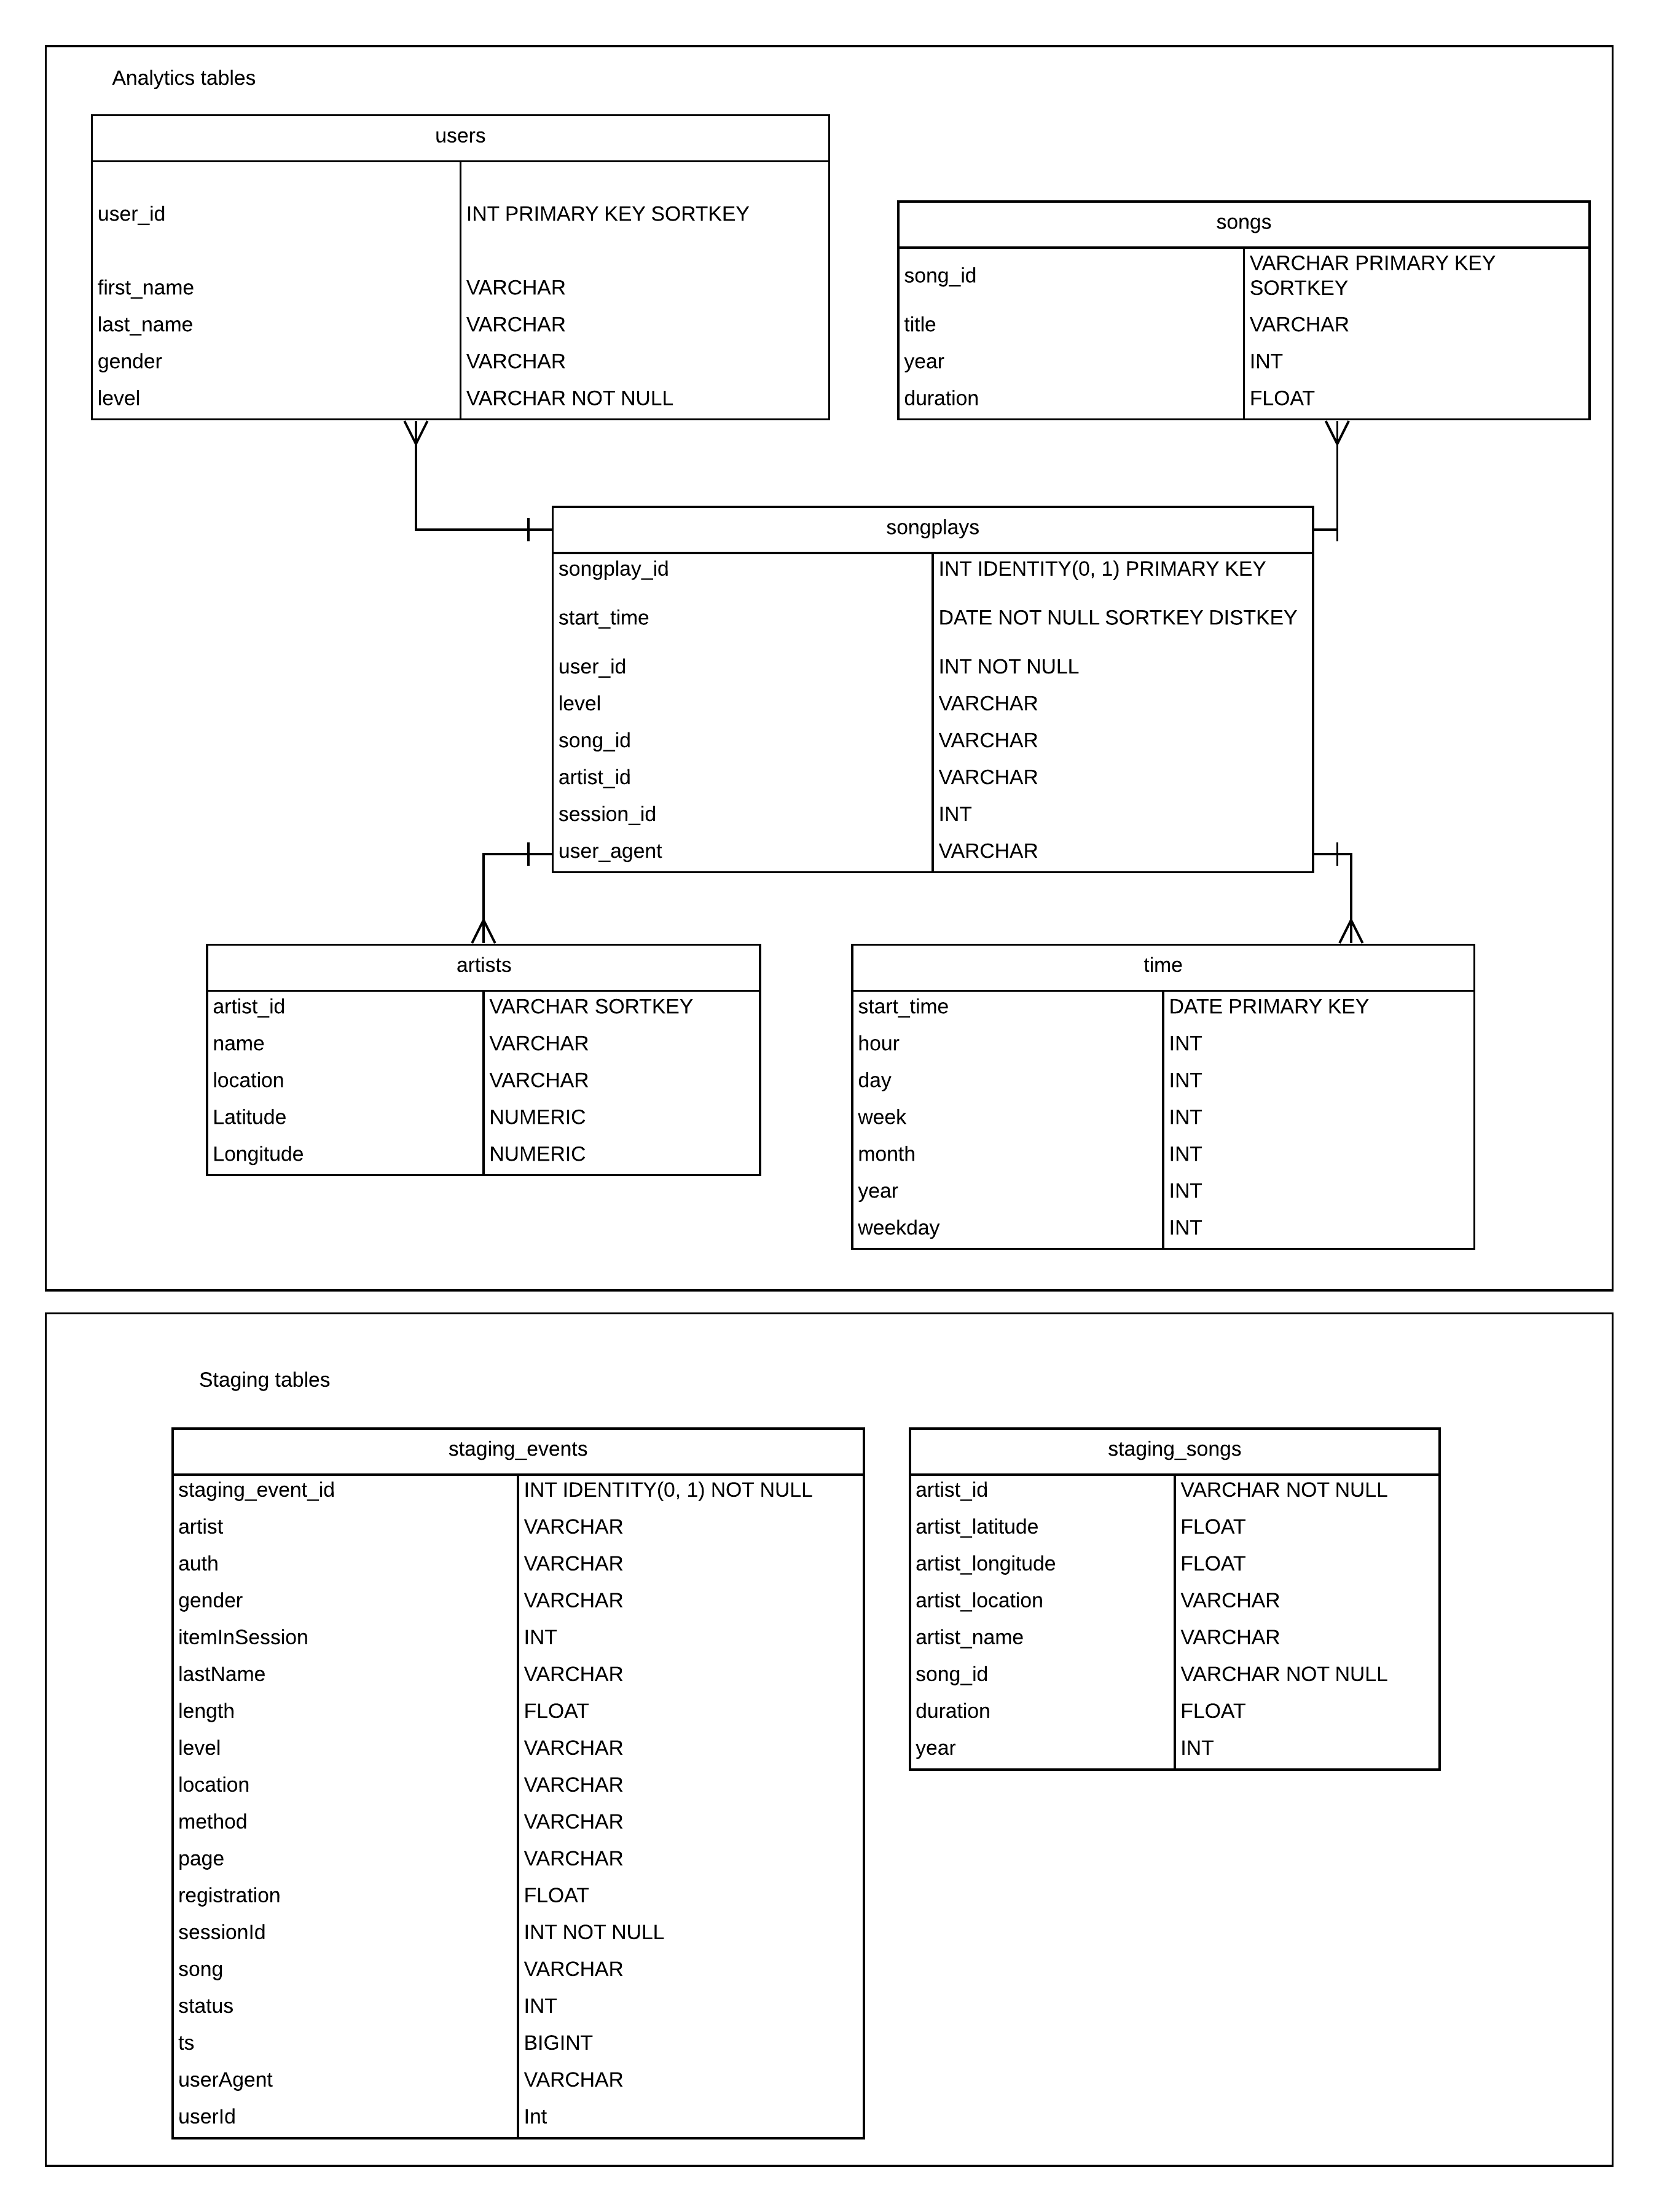 Analytics tables
users
user_id INT PRIMARY KEY SORTKEY
first_name VARCHAR
last_name VARCHAR
gender VARCHAR
level VARCHAR NOT NULL
songs
song_id VARCHAR PRIMARY KEY
SORTKEY
title VARCHAR
year INT
duration FLOAT
songplays
songplay_id INT IDENTITY(0, 1) PRIMARY KEY
start_time DATE NOT NULL SORTKEY DISTKEY
user_id INT NOT NULL
level VARCHAR
song_id VARCHAR
artist_id VARCHAR
session_id INT
user_agent VARCHAR
artists
artist_id VARCHAR SORTKEY
name VARCHAR
location VARCHAR
Latitude NUMERIC
Longitude NUMERIC
time
start_time DATE PRIMARY KEY
hour INT
day INT
week INT
month INT
year INT
weekday INT
Staging tables
staging_events
staging_event_id INT IDENTITY(0, 1) NOT NULL
artist VARCHAR
auth VARCHAR
gender VARCHAR
itemInSession INT
lastName VARCHAR
length FLOAT
level VARCHAR
location VARCHAR
method VARCHAR
page VARCHAR
registration FLOAT
sessionId INT NOT NULL
song VARCHAR
status INT
ts BIGINT
userAgent VARCHAR
userId Int
staging_songs
artist_id VARCHAR NOT NULL
artist_latitude FLOAT
artist_longitude FLOAT
artist_location VARCHAR
artist_name VARCHAR
song_id VARCHAR NOT NULL
duration FLOAT
year INT